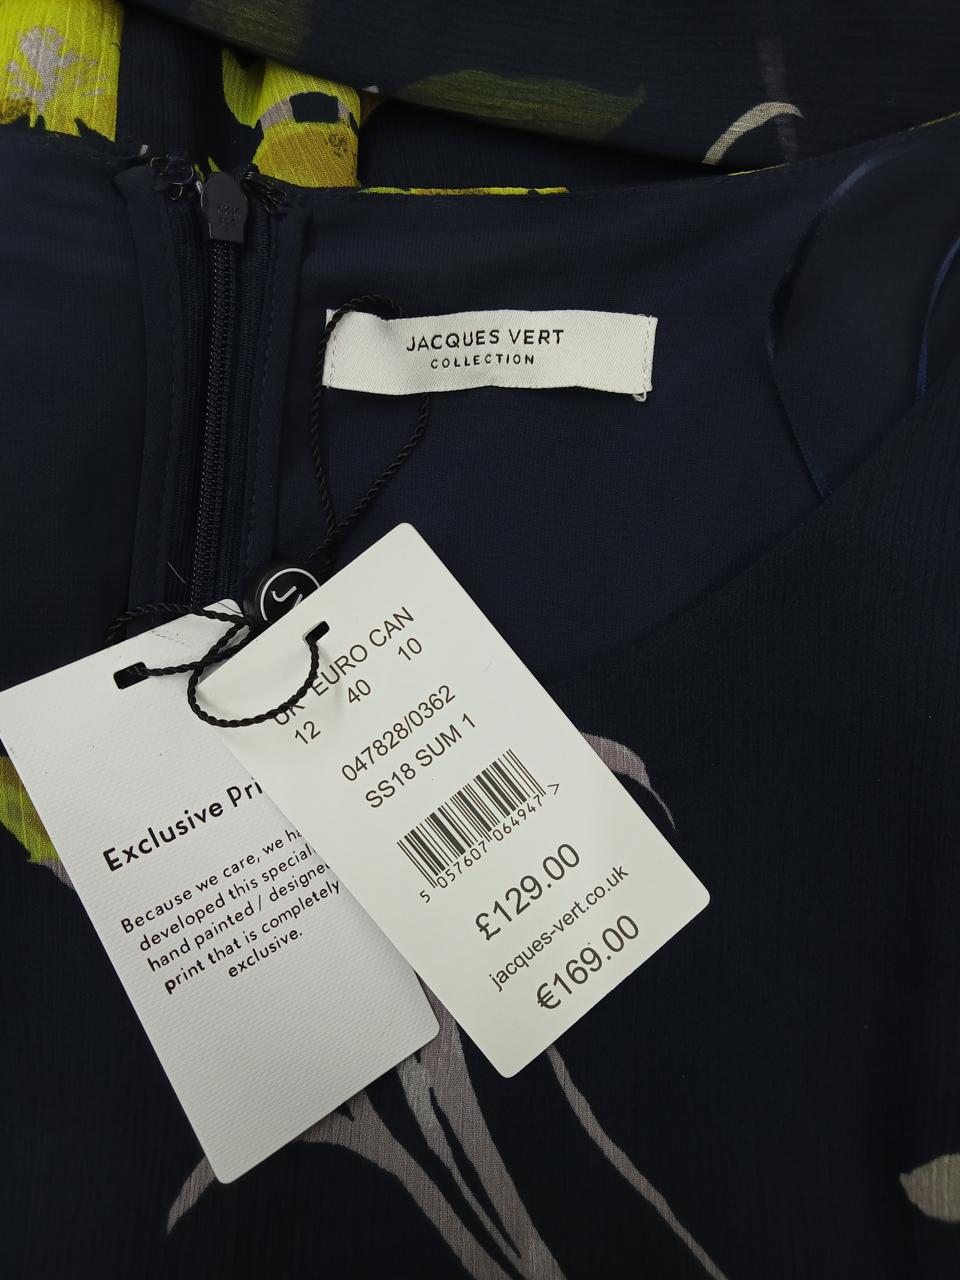 YKK
JACQUES VERT
COLLECTION
UK EURO CAN
12 40 10
047828/0362
SS18 SUM 1
5 057607 064947 >
£129.00
jacques-vert.co.uk
€169.00
Exclusive Pri
Because we care, we ha
developed this special
hand painted / designe
print that is completely
exclusive.